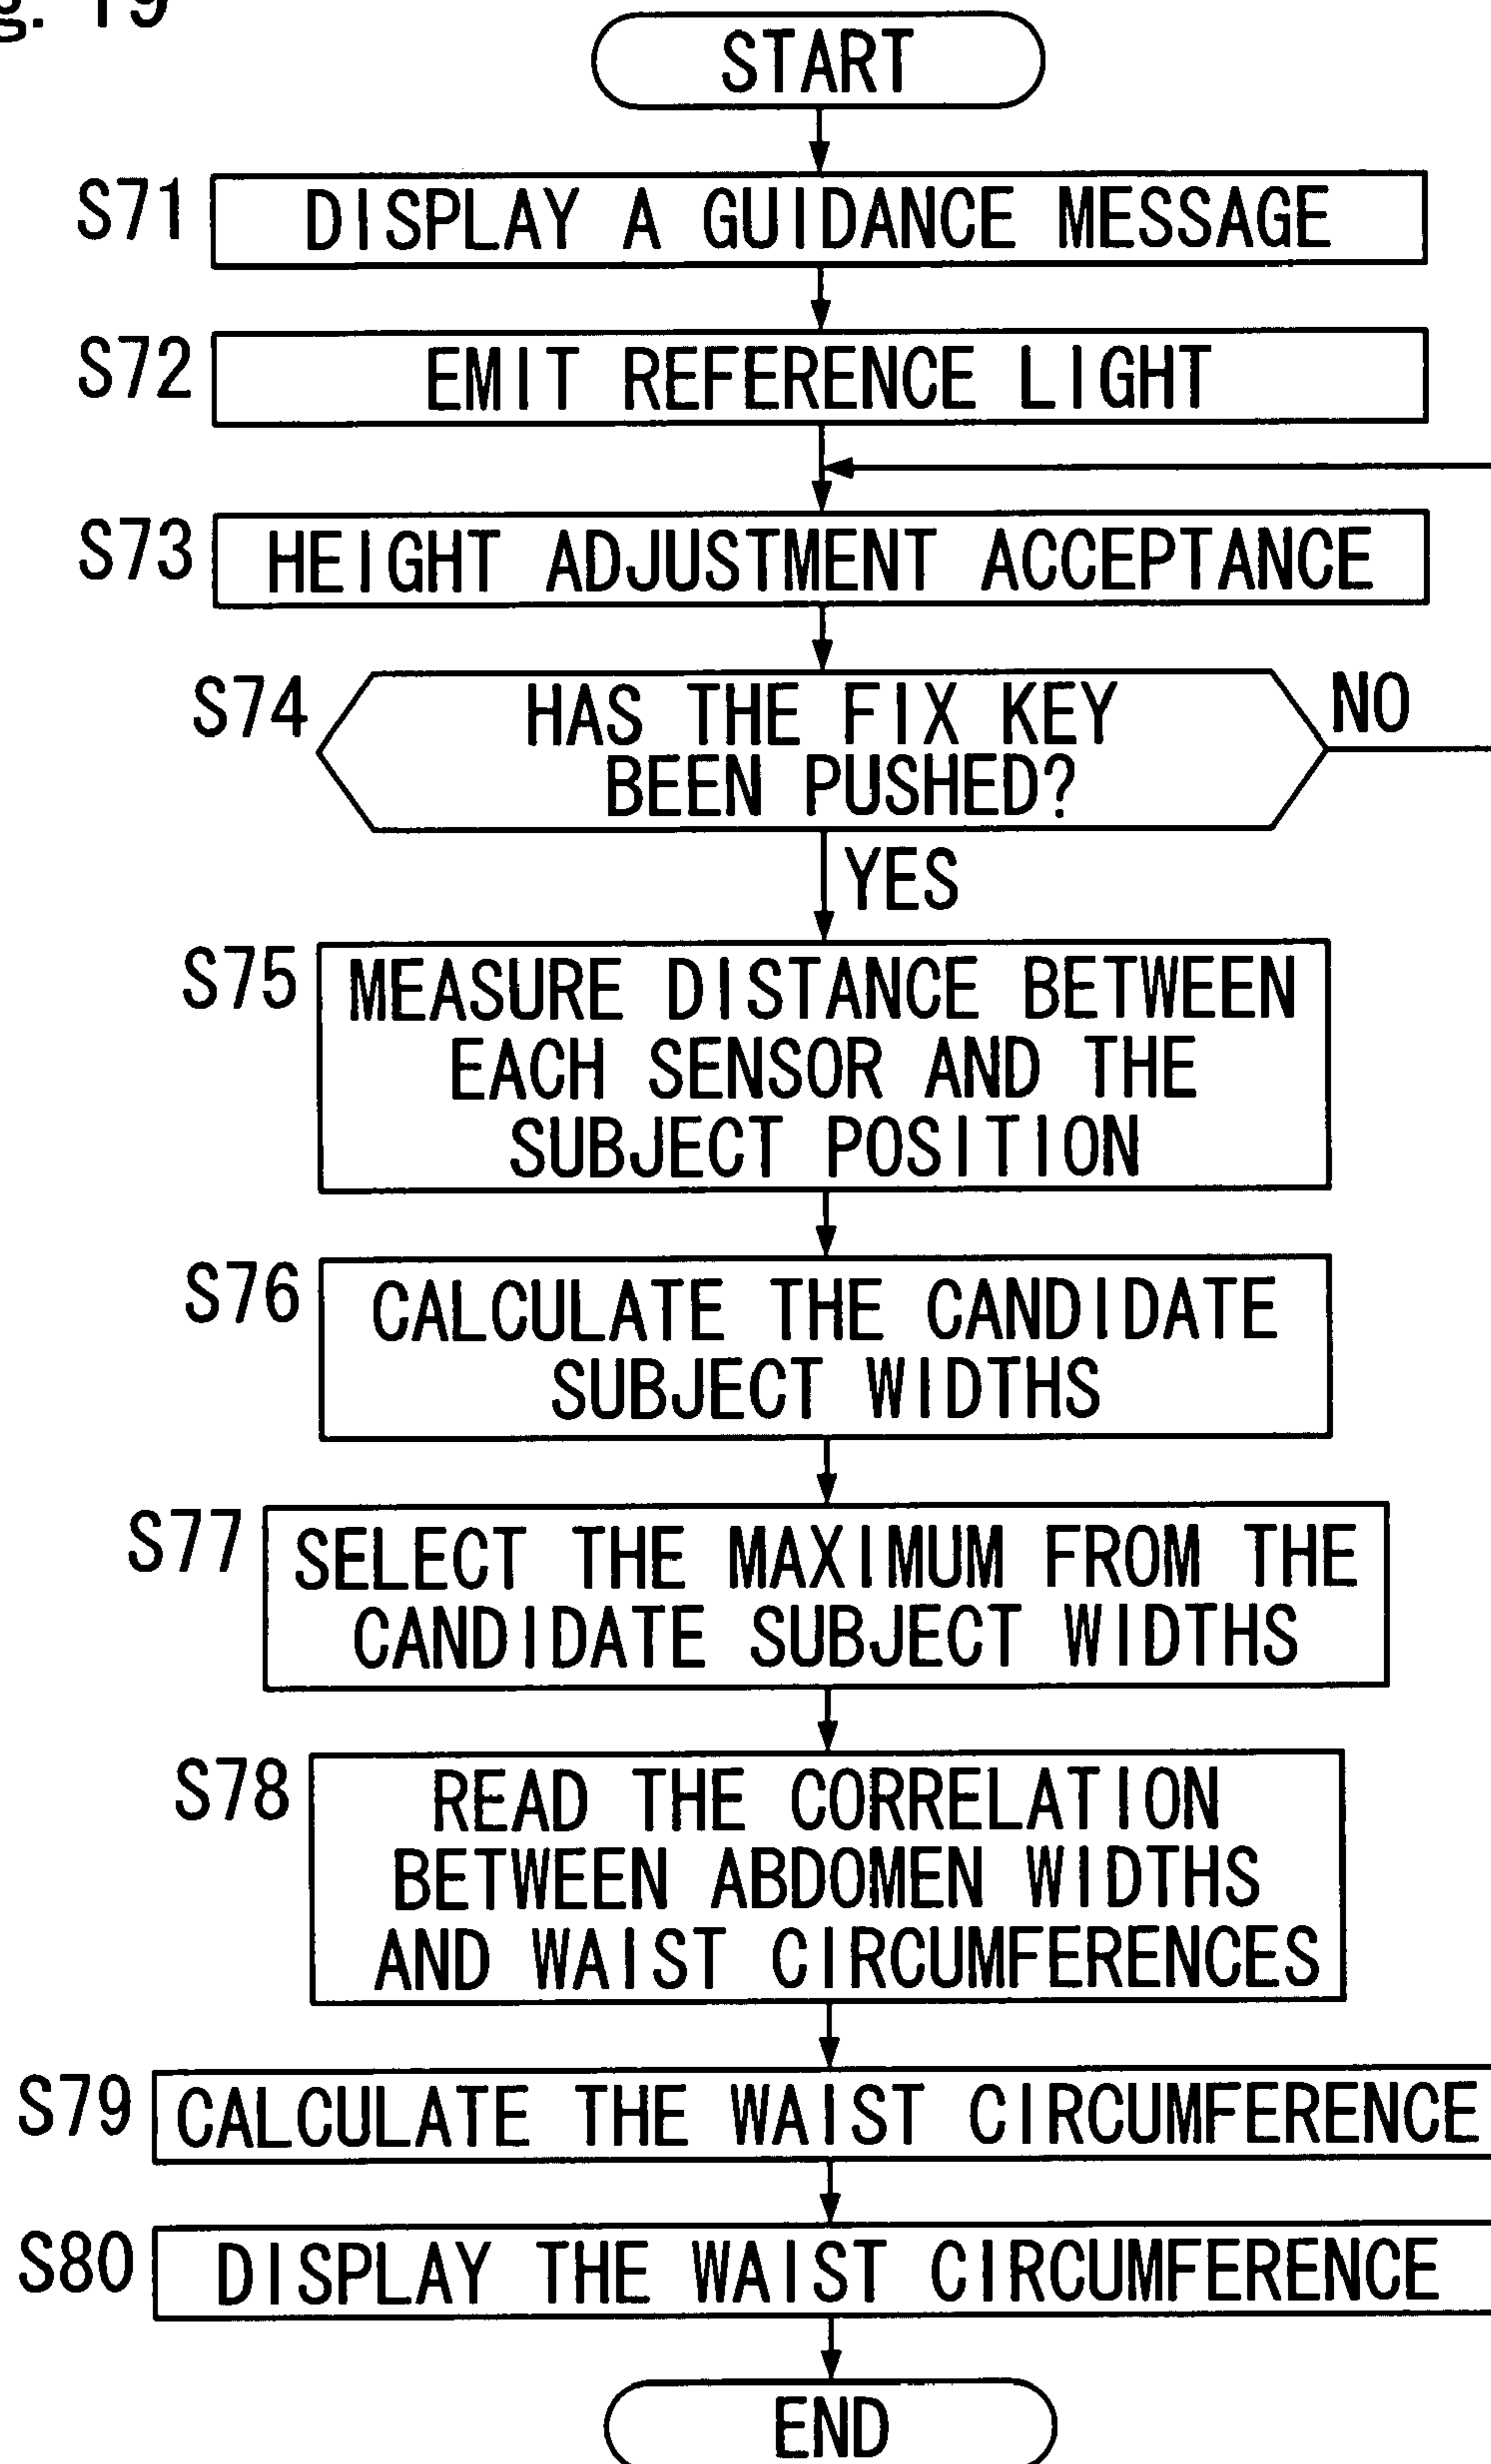 g. 19
START
S71 DISPLAY A GUIDANCE MESSAGE
S72 EMIT REFERENCE LIGHT
S73 HEIGHT ADJUSTMENT ACCEPTANCE
S74 HAS THE FIX KEY NO
BEEN PUSHED?
YES
S75 MEASURE DISTANCE BETWEEN
EACH SENSOR AND THE
SUBJECT POSITION
S76 CALCULATE THE CANDIDATE
SUBJECT WIDTHS
S77 SELECT THE MAXIMUM FROM THE
CANDIDATE SUBJECT WIDTHS
S78 READ THE CORRELATION
BETWEEN ABDOMEN WIDTHS
AND WAIST CIRCUMFERENCES
S79 CALCULATE THE WAIST CIRCUMFERENCE
S80 DISPLAY THE WAIST CIRCUMFERENCE
END